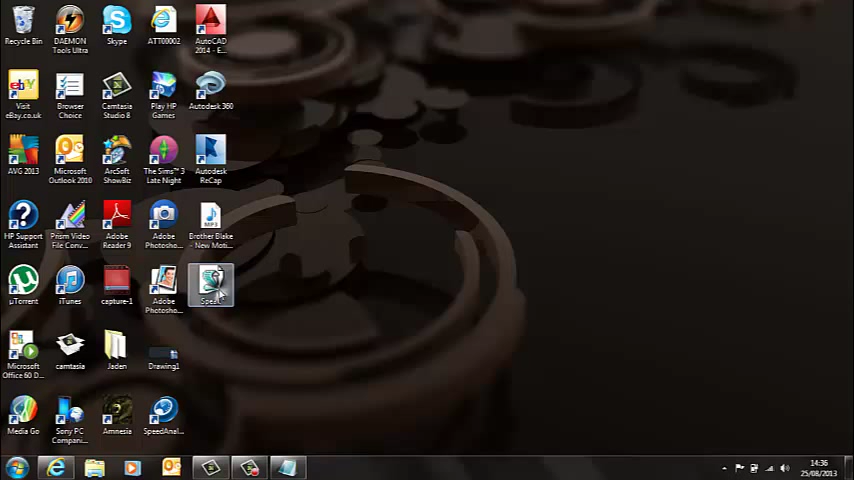 Recycle Bin
DAEMON
Tools Ultra
Skype
ATT00002
AutoCAD
2014 - E...
Visit
eBay.co.uk
Browser
Choice
Camtasia
Studio 8
Play HP
Games
Autodesk 360
AVG 2013
Microsoft
Outlook 2010
ArcSoft
ShowBiz
The Sims™ 3
Late Night
Autodesk
ReCap
HP Support
Assistant
Prism Video
File Conv...
Adobe
Reader 9
Adobe
Photosho...
MP3
Brother Blake
- New Moti...
µTorrent
iTunes
capture-1
Adobe
Photosho...
Microsoft
Office 60 D...
camtasia
Jaden
Drawing1
Media Go
Sony PC
Compani...
Amnesia
SpeedAnal...
14:36
25/08/2013